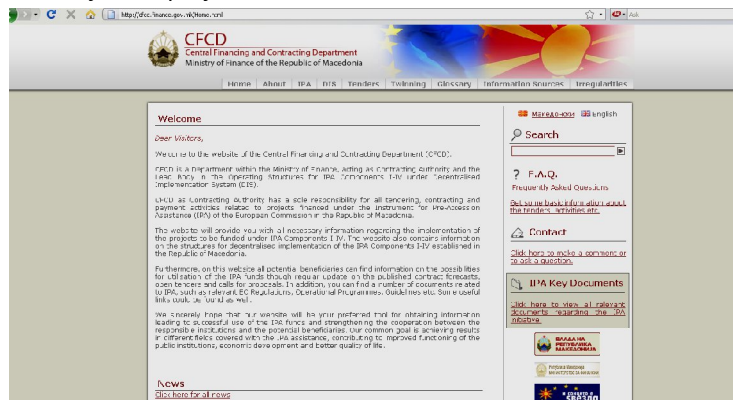 http://cfcd.finance.gov.mk/Home.html
Ask
CFCD
Central Financing and Contracting Department
Ministry of Finance of the Republic of Macedonia
Home About IPA DIS Tenders Twinning Glossary Information Sources Irregularities
Македонски English
Welcome
Dear Visitors,
Welcome to the website of the Central Financing and Contracting Department (CFCD).
CFCD is a Department within the Ministry of Finance, acting as Contracting Authority and the
Lead Body in the Operating Structures for IPA Components I-IV under Decentralised
Implementation System (DIS).
CFCD as Contracting Authority has a sole responsibility for all tendering, contracting and
payment activities related to projects financed under the Instrument for Pre-Accession
Assistance (IPA) of the European Commission in the Republic of Macedonia.
The website will provide you with all necessary information regarding the implementation of
the projects to be funded under IPA Components I-IV. The website also contains information
on the structures for decentralised implementation of the IPA Components I-IV established in
the Republic of Macedonia.
Furthermore, on this website all potential beneficiaries can find information on the possibilities
for utilisation of the IPA funds though regular update on the published contract forecasts,
open tenders and calls for proposals. In addition, you can find a number of documents related
to IPA, such as relevant EC Regulations, Operational Programmes, Guidelines etc. Some useful
links could be found as well.
We sincerely hope that our website will be your preferred tool for obtaining information
leading to successful use of the IPA funds and strengthening the cooperation between the
responsible institutions and the potential beneficiaries. Our common goal is achieving results
in different fields covered with the IPA assistance, contributing to improved functioning of the
public institutions, economic development and better quality of life.
News
Click here for all news
Search
? F.A.Q.
Frequently Asked Questions
Get some basic information about
the tenders, activities etc.
Contact
Click here to make a comment or
to ask a question.
IPA Key Documents
Click here to view all relevant
documents regarding the IPA
initiative.
ВЛАДА НА
РЕПУБЛИКА
МАКЕДОНИЈА
Република Македонија